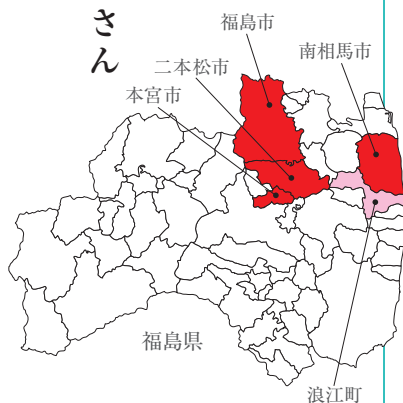 さん
福島市
南相馬市
二本松市
本宮市
福島県
浪江町